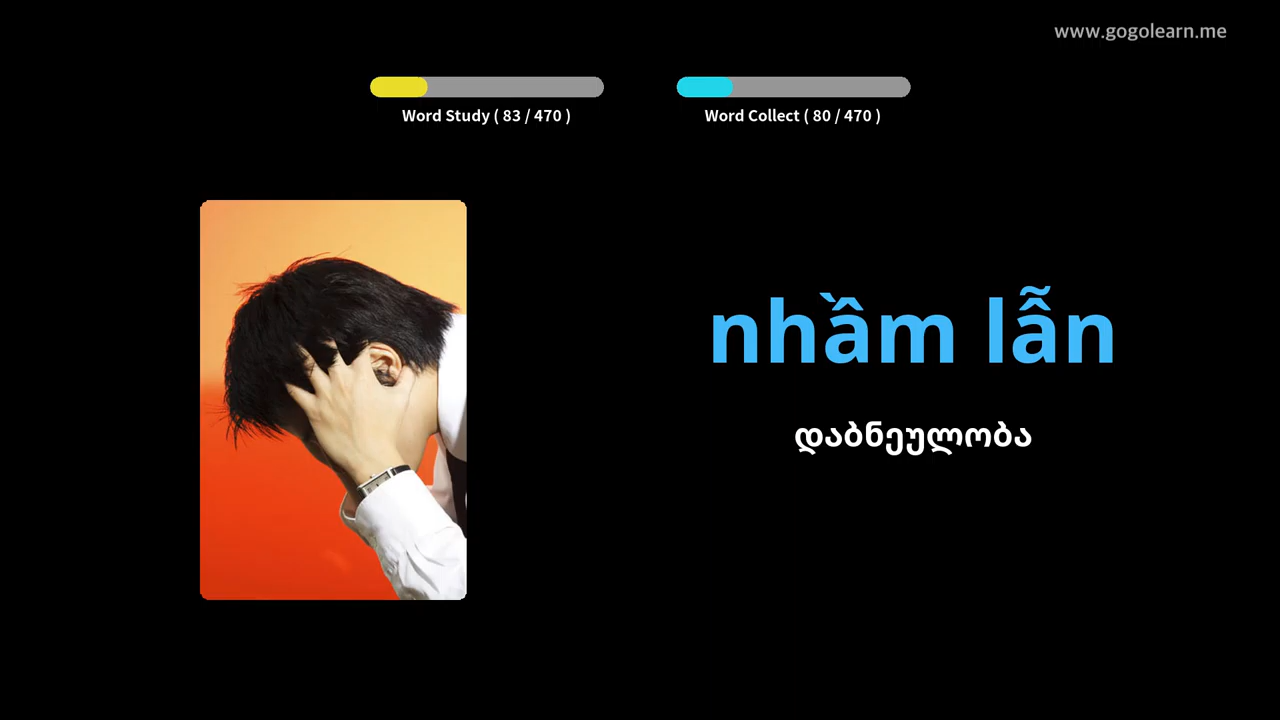 www.gogolearn.me
Word Study ( 83 / 470 )
Word Collect ( 80 / 470 )
nhầm lẫn
დაბნეულობა